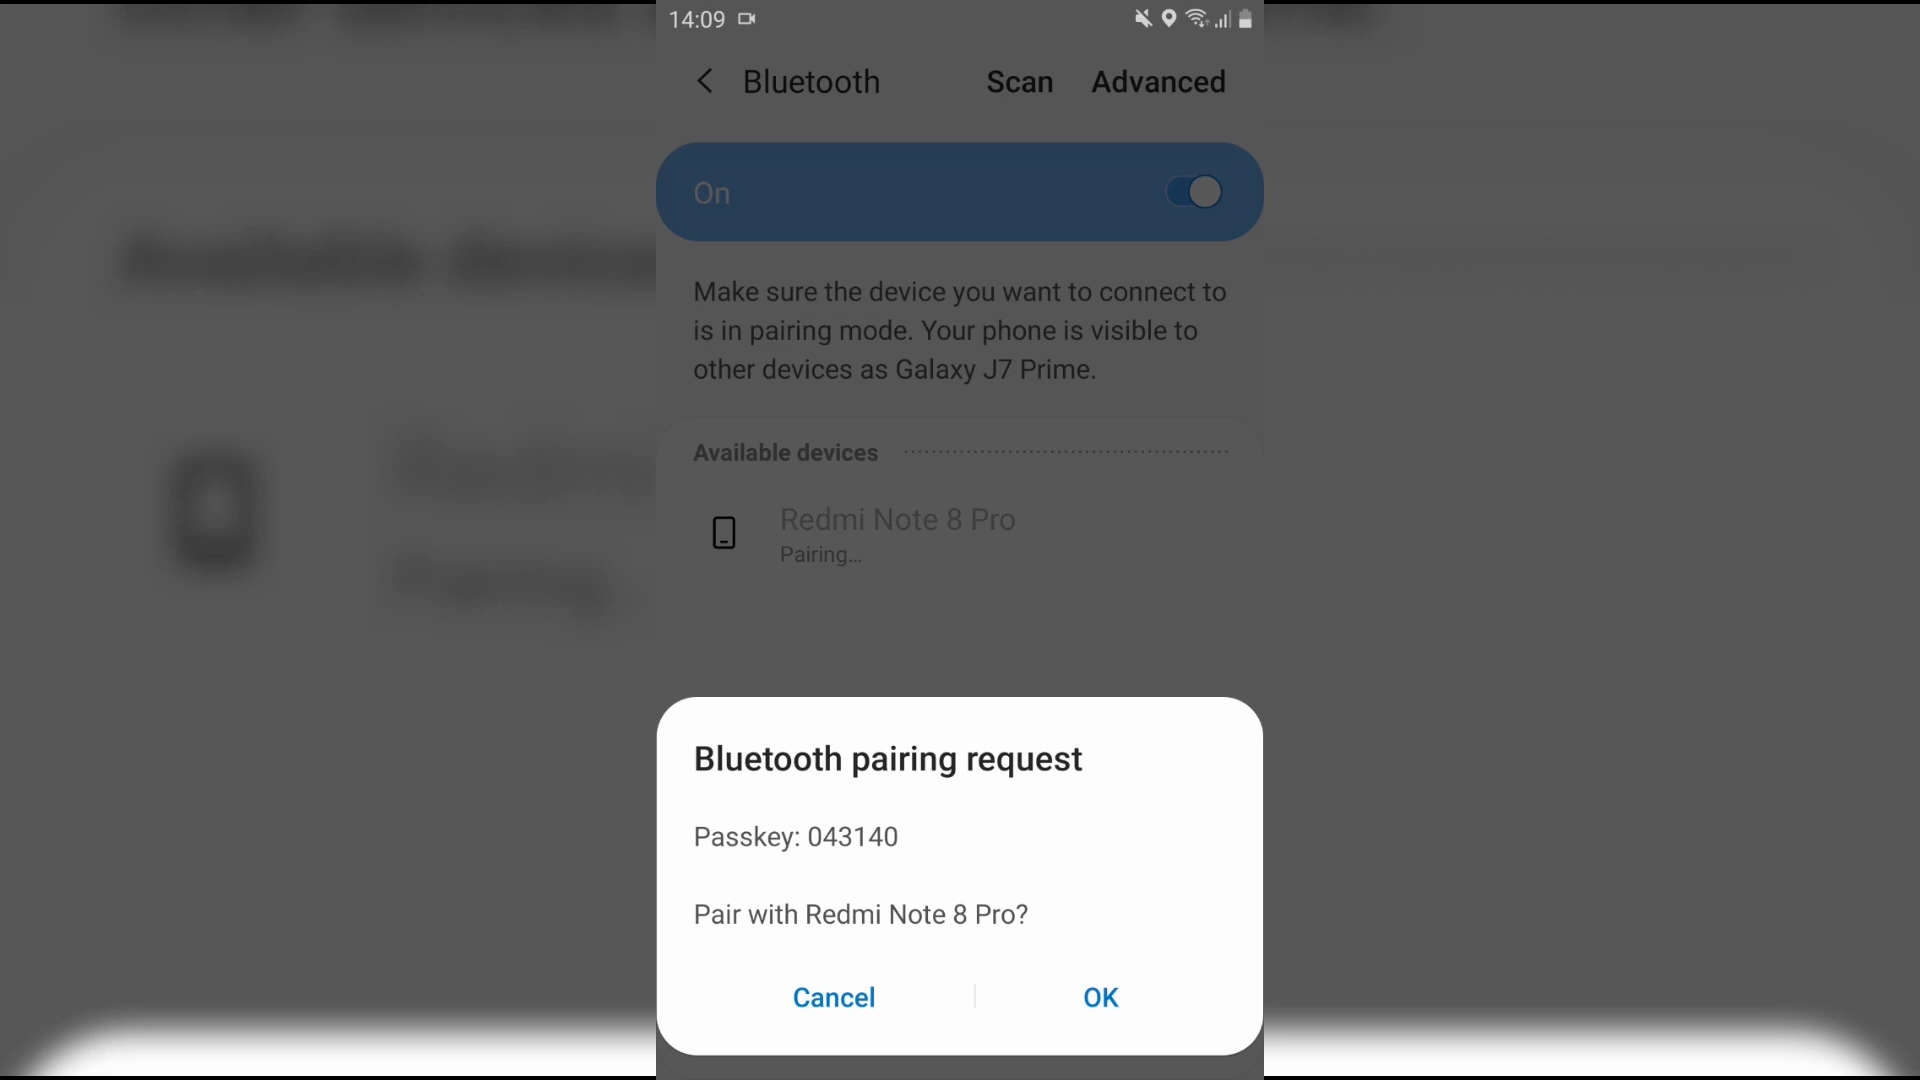 14:09
Bluetooth Scan Advanced
On
Make sure the device you want to connect to
is in pairing mode. Your phone is visible to
other devices as Galaxy J7 Prime.
Available devices
Redmi Note 8 Pro
Pairing...
Bluetooth pairing request
Passkey: 043140
Pair with Redmi Note 8 Pro?
Cancel OK